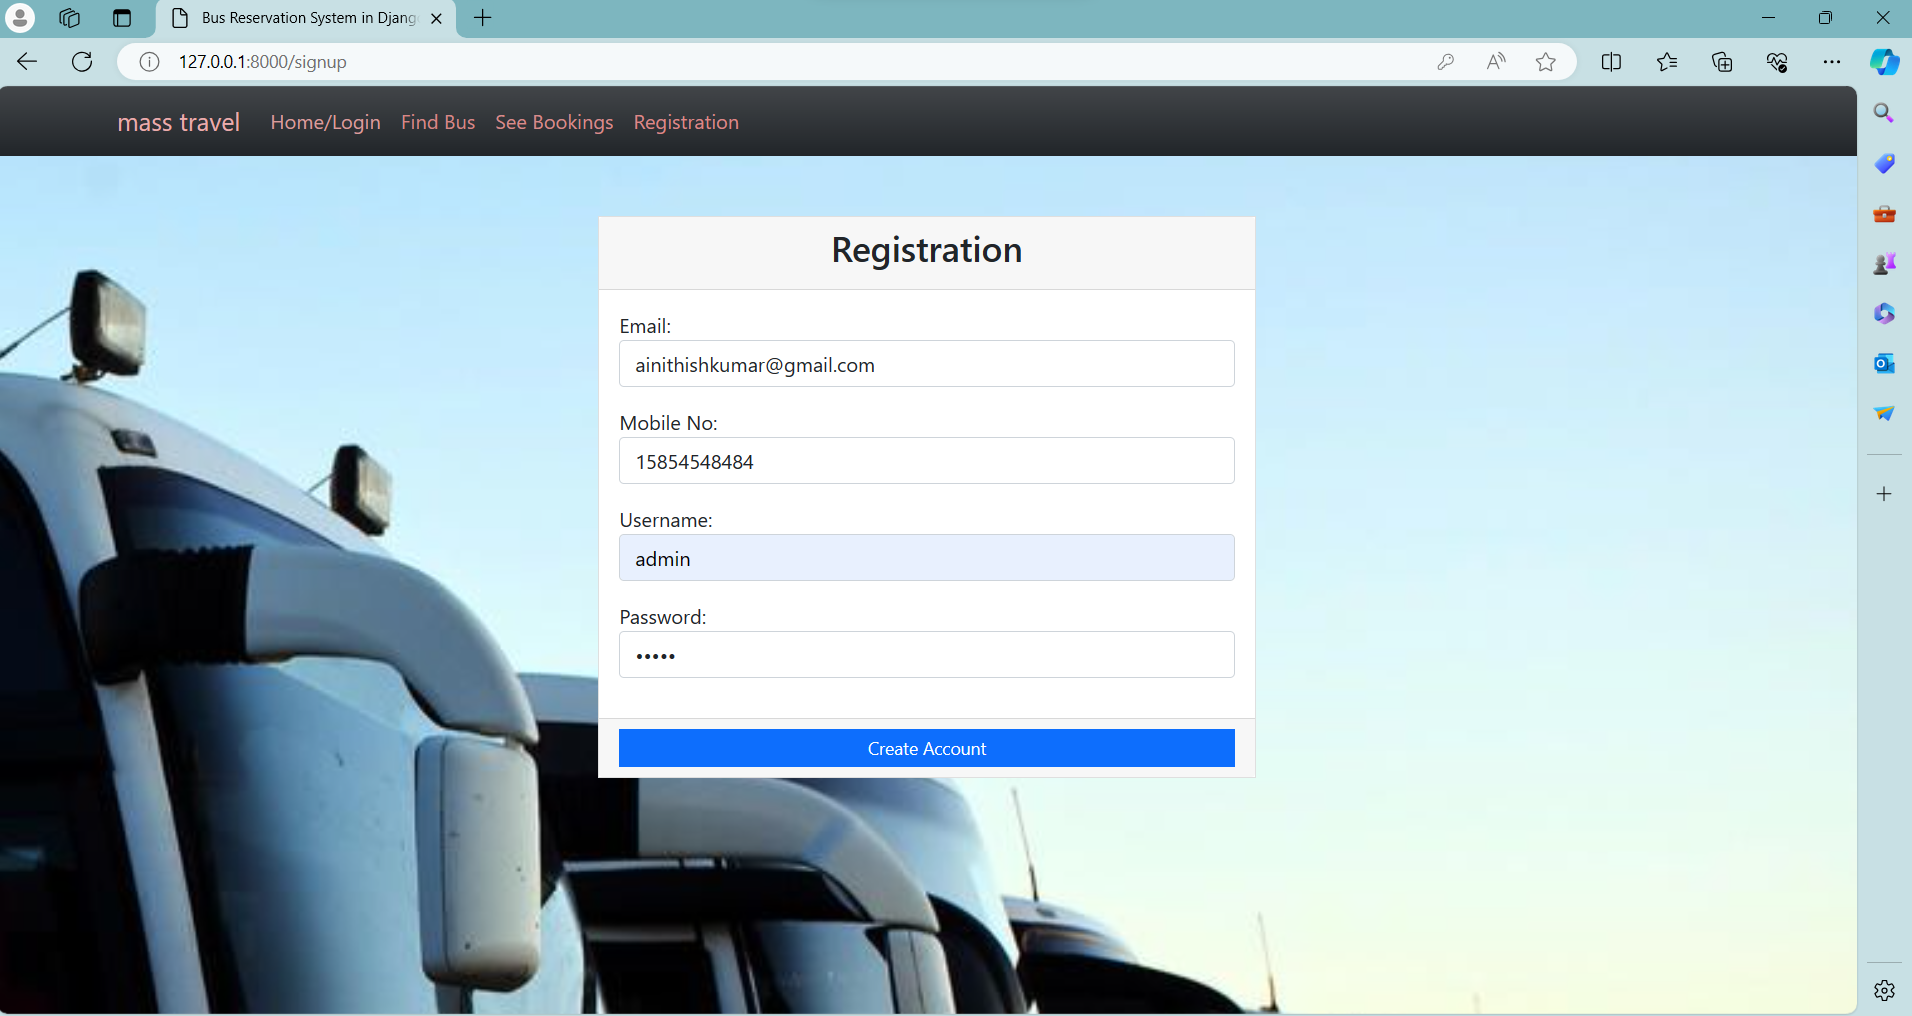 Bus Reservation System in Djang
127.0.0.1:8000/signup
mass travel Home/Login Find Bus See Bookings Registration
Registration
Email:
ainithishkumar@gmail.com
Mobile No:
15854548484
Username:
admin
Password:
•••••
Create Account